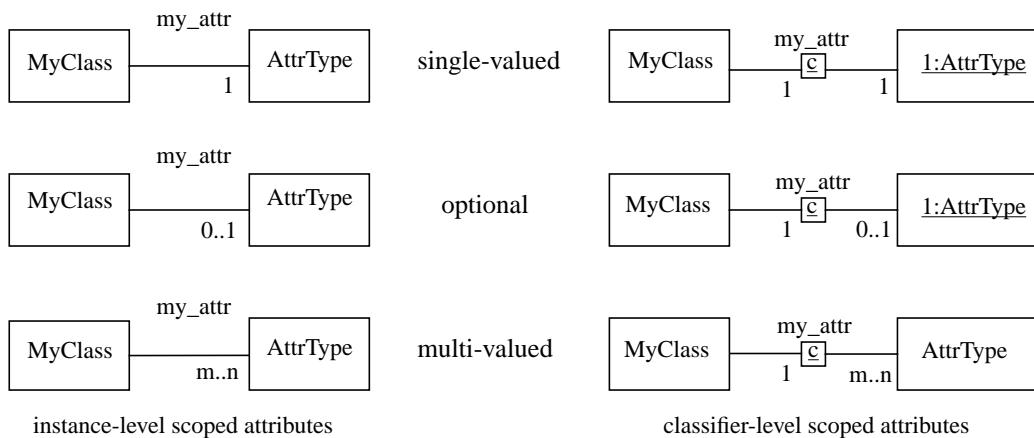 my_attr
MyClass
AttrType
1
single-valued
my_attr
MyClass
c
1
1
1:AttrType
my_attr
MyClass
AttrType
0..1
optional
my_attr
MyClass
c
1
0..1
1:AttrType
my_attr
MyClass
AttrType
m..n
multi-valued
my_attr
MyClass
c
1
m..n
AttrType
instance-level scoped attributes
classifier-level scoped attributes